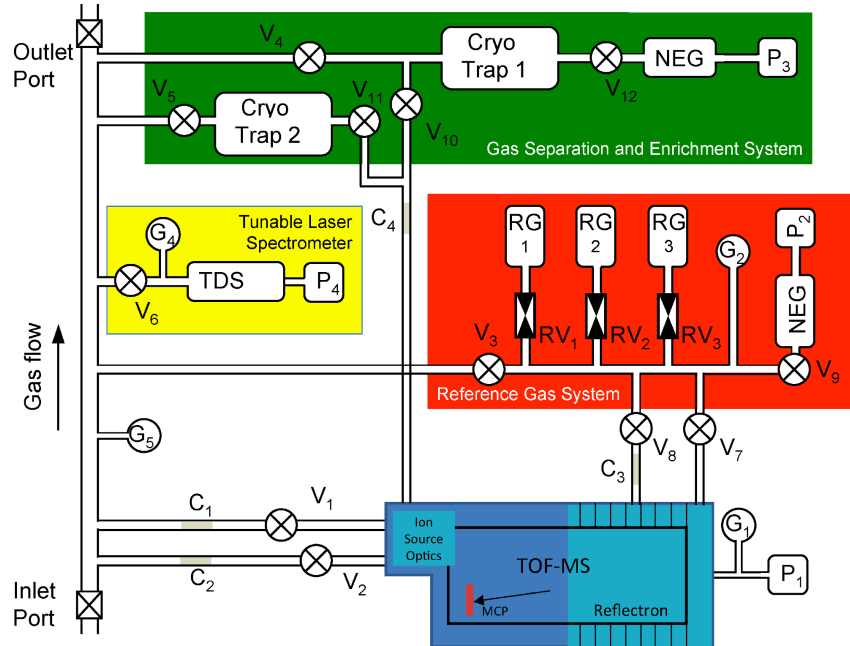 Outlet
Port
V4
Cryo
Trap 1
V12
NEG
P3
V5
Cryo
Trap 2
V11
V10
Gas Separation and Enrichment System
C4
Tunable Laser
Spectrometer
G4
TDS
P4
V6
RG
1
RG
2
RG
3
G2
P2
NEG
V3
RV1
RV2
RV3
V9
Reference Gas System
Gas flow
G5
V8
V7
C3
C1
V1
C2
V2
Ion
Source
Optics
TOF-MS
MCP
Reflectron
G1
P1
Inlet
Port